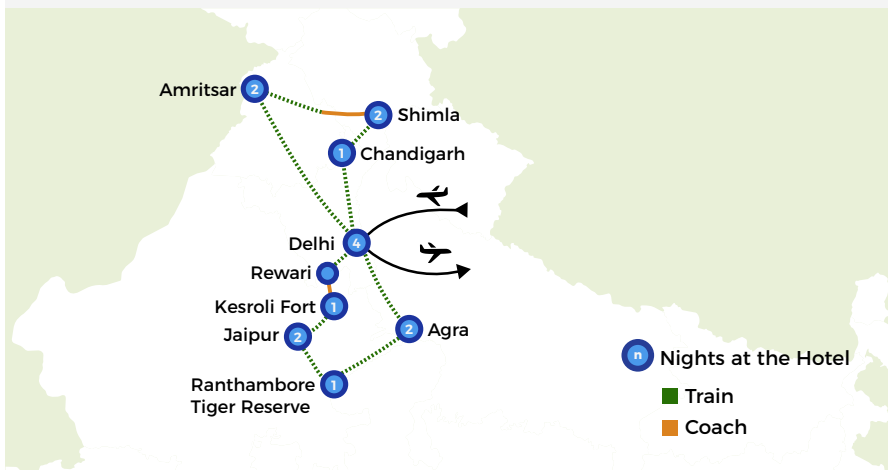 Amritsar 2
2 Shimla
1 Chandigarh
Delhi 4
Rewari
Kesroli Fort 1
Jaipur 2
2 Agra
Ranthambore 1
Tiger Reserve
n Nights at the Hotel
Train
Coach